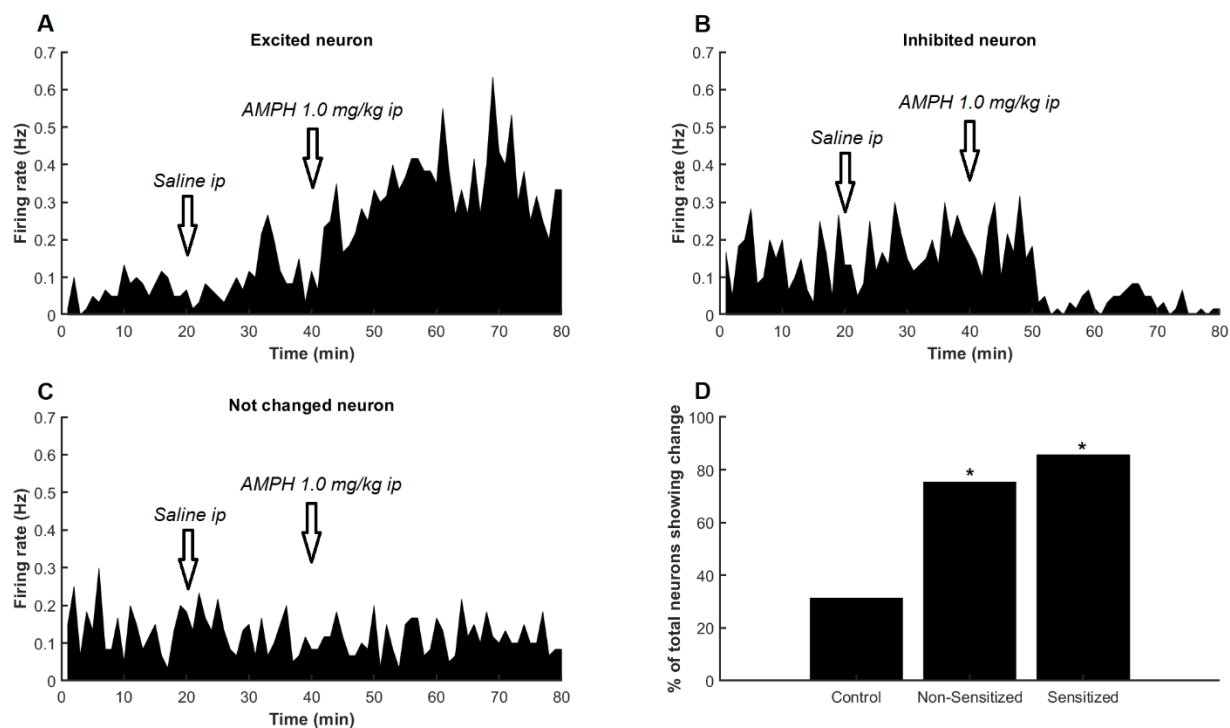 A
Excited neuron
0.7
0.6
0.5
0.4
0.3
0.2
0.1
0
Firing rate (Hz)
AMPH 1.0 mg/kg ip
Saline ip
0 10 20 30 40 50 60 70 80
Time (min)
B
Inhibited neuron
0.7
0.6
0.5
0.4
0.3
0.2
0.1
0
Firing rate (Hz)
AMPH 1.0 mg/kg ip
Saline ip
0 10 20 30 40 50 60 70 80
Time (min)
C
Not changed neuron
0.7
0.6
0.5
0.4
0.3
0.2
0.1
0
Firing rate (Hz)
AMPH 1.0 mg/kg ip
Saline ip
0 10 20 30 40 50 60 70 80
Time (min)
D
100
80
60
40
20
0
% of total neurons showing change
* *
Control Non-Sensitized Sensitized